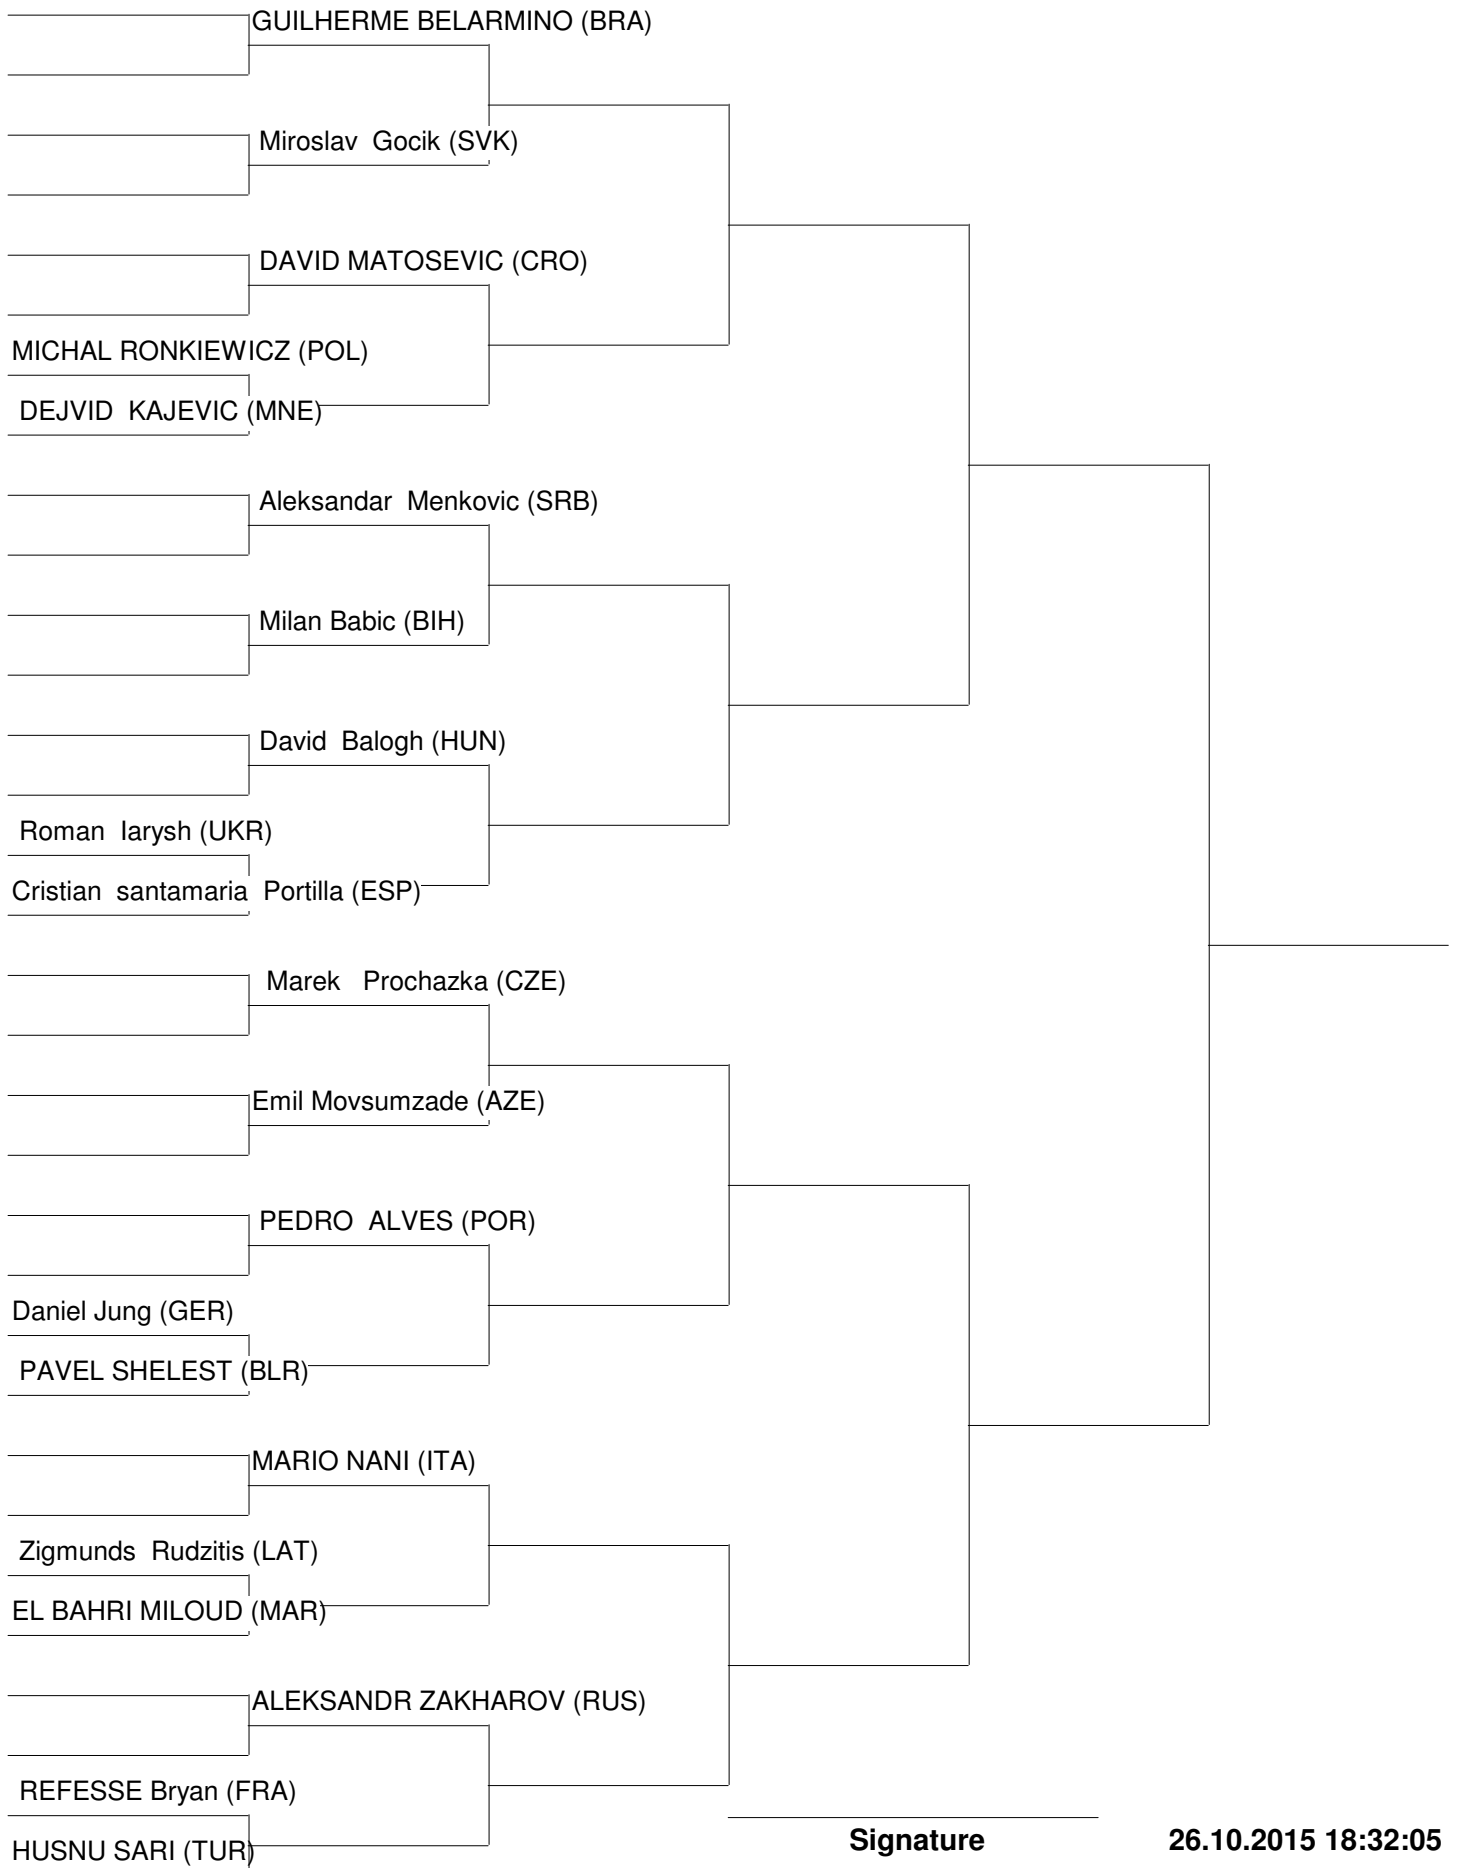 GUILHERME BELARMINO (BRA)
Miroslav Gocik (SVK)
DAVID MATOSEVIC (CRO)
MICHAL RONKIEWICZ (POL)
DEJVID KAJEVIC (MNE)
Aleksandar Menkovic (SRB)
Milan Babic (BIH)
David Balogh (HUN)
Roman Iarysh (UKR)
Cristian santamaria Portilla (ESP)
Marek Prochazka (CZE)
Emil Movsumzade (AZE)
PEDRO ALVES (POR)
Daniel Jung (GER)
PAVEL SHELEST (BLR)
MARIO NANI (ITA)
Zigmunds Rudzitis (LAT)
EL BAHRI MILOUD (MAR)
ALEKSANDR ZAKHAROV (RUS)
REFESSE Bryan (FRA)
HUSNU SARI (TUR)
Signature 26.10.2015 18:32:05